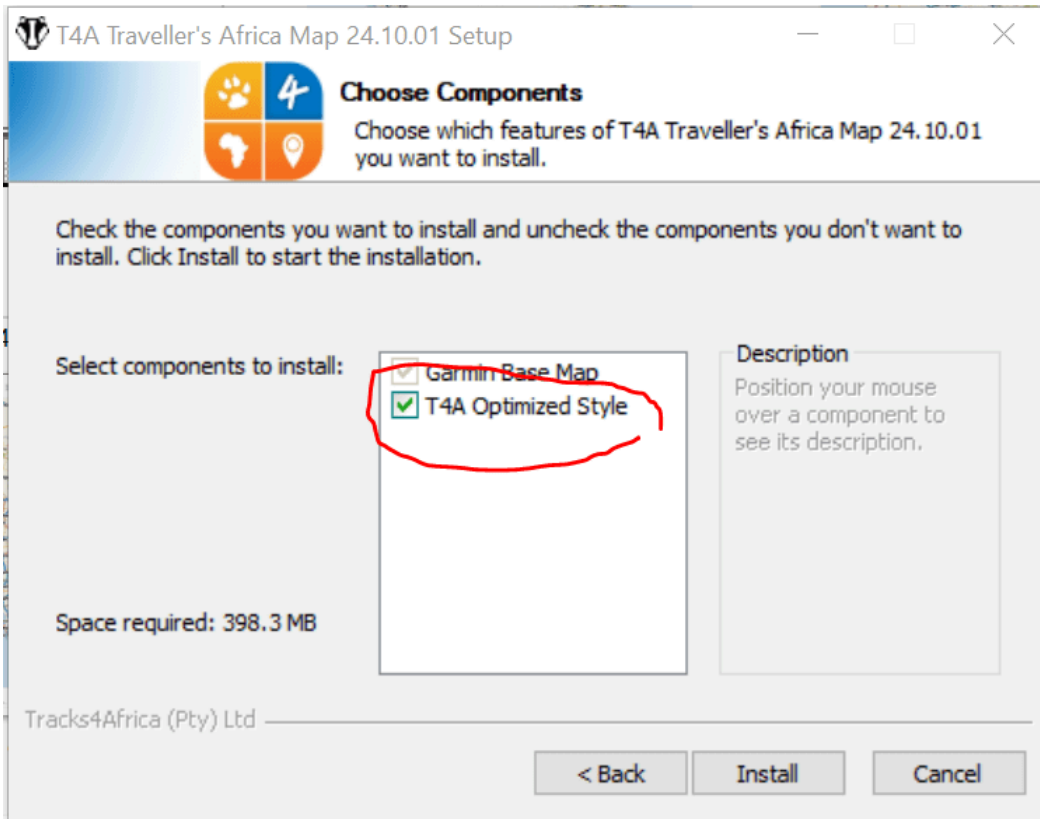 T4A Traveller's Africa Map 24.10.01 Setup
4
Choose Components
Choose which features of T4A Traveller's Africa Map 24.10.01
you want to install.
Check the components you want to install and uncheck the components you don't want to
install. Click Install to start the installation.
Select components to install:
Garmin Base Map
T4A Optimized Style
Description
Position your mouse
over a component to
see its description.
Space required: 398.3 MB
Tracks4Africa (Pty) Ltd
< Back
Install
Cancel